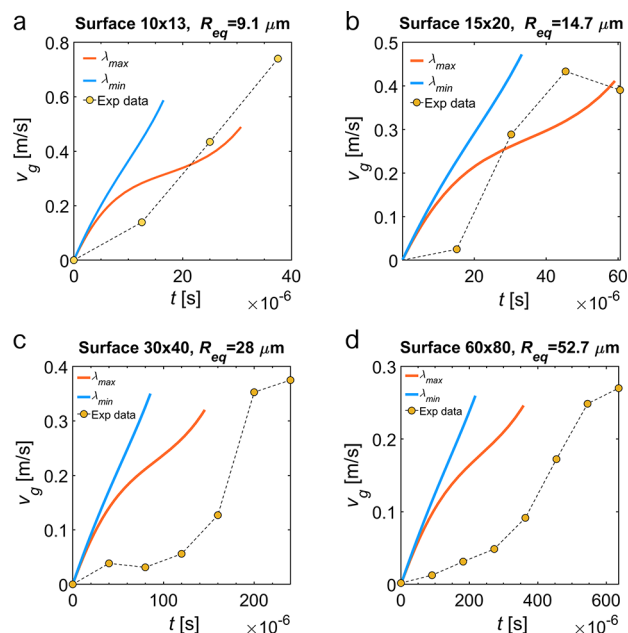 a
Surface 10x13, R_eq=9.1 μm
λ_max
λ_min
Exp data
v_g [m/s]
0.8
0.6
0.4
0.2
0
0 20 40
t [s] ×10^-6
b
Surface 15x20, R_eq=14.7 μm
λ_max
λ_min
Exp data
v_g [m/s]
0.5
0.4
0.3
0.2
0.1
0
0 20 40 60
t [s] ×10^-6
c
Surface 30x40, R_eq=28 μm
λ_max
λ_min
Exp data
v_g [m/s]
0.4
0.3
0.2
0.1
0
0 100 200
t [s] ×10^-6
d
Surface 60x80, R_eq=52.7 μm
λ_max
λ_min
Exp data
v_g [m/s]
0.3
0.2
0.1
0
0 200 400 600
t [s] ×10^-6